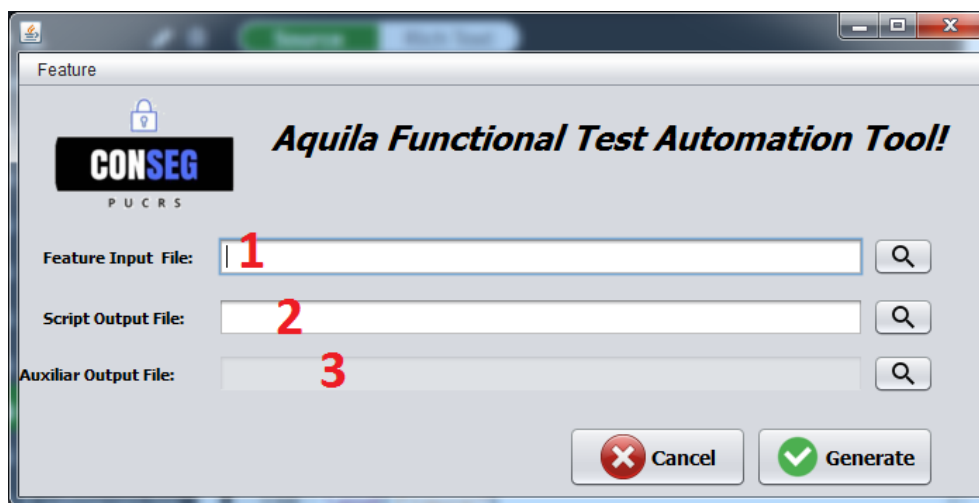 Feature
CONSEG
PUCRS
Aquila Functional Test Automation Tool!
Feature Input File:
1
Script Output File:
2
Auxiliar Output File:
3
Cancel
Generate